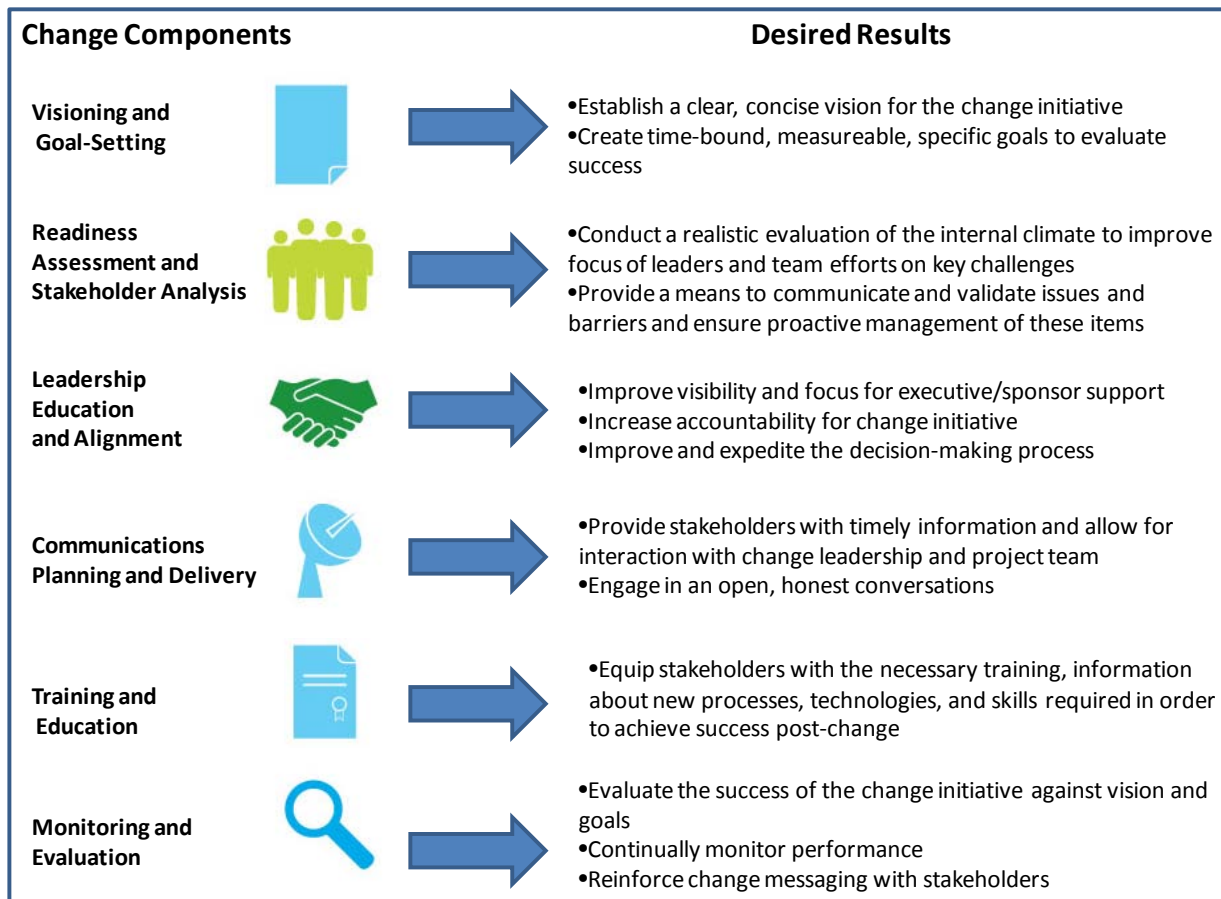 Change Components
Desired Results
Visioning and
Goal-Setting
•Establish a clear, concise vision for the change initiative
•Create time-bound, measureable, specific goals to evaluate
success
Readiness
Assessment and
Stakeholder Analysis
•Conduct a realistic evaluation of the internal climate to improve
focus of leaders and team efforts on key challenges
•Provide a means to communicate and validate issues and
barriers and ensure proactive management of these items
Leadership
Education
and Alignment
•Improve visibility and focus for executive/sponsor support
•Increase accountability for change initiative
•Improve and expedite the decision-making process
Communications
Planning and Delivery
•Provide stakeholders with timely information and allow for
interaction with change leadership and project team
•Engage in an open, honest conversations
Training and
Education
•Equip stakeholders with the necessary training, information
about new processes, technologies, and skills required in order
to achieve success post-change
Monitoring and
Evaluation
•Evaluate the success of the change initiative against vision and
goals
•Continually monitor performance
•Reinforce change messaging with stakeholders